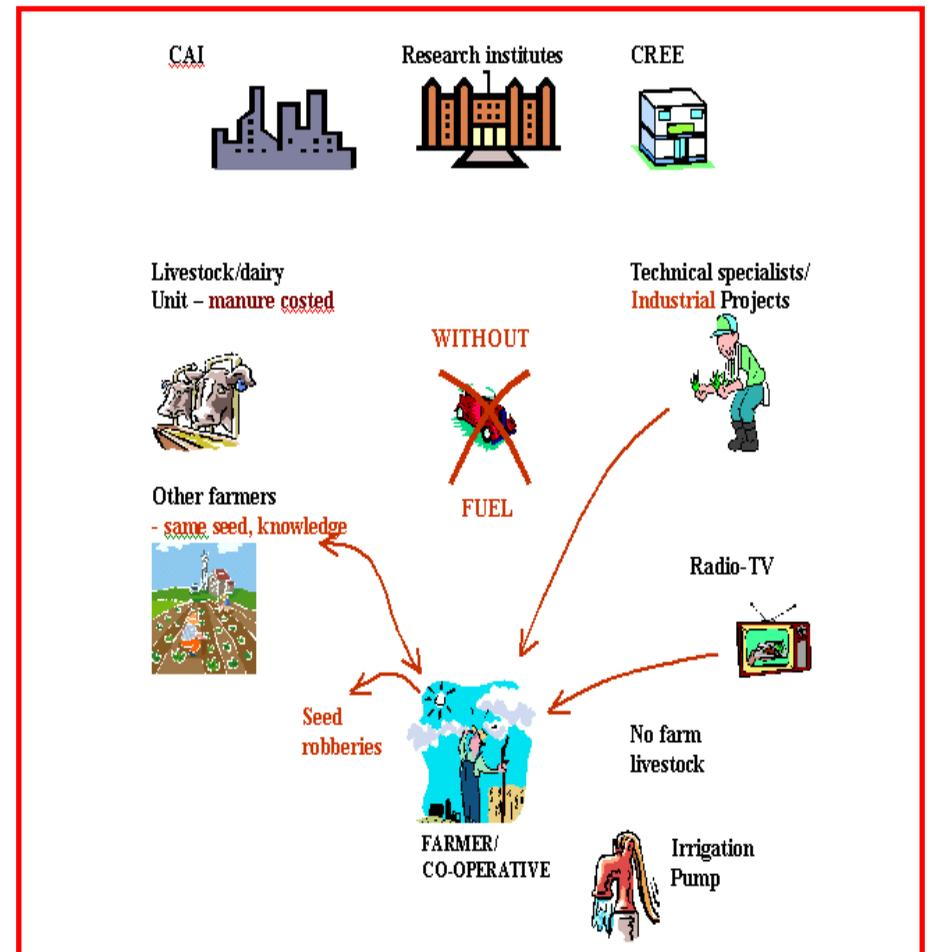 CAI
Research institutes
CREE
Livestock/dairy
Unit – manure costed
Technical specialists/
Industrial Projects
WITHOUT
FUEL
Other farmers
- same seed, knowledge
Radio-TV
Seed
robberies
No farm
livestock
FARMER/
CO-OPERATIVE
Irrigation
Pump